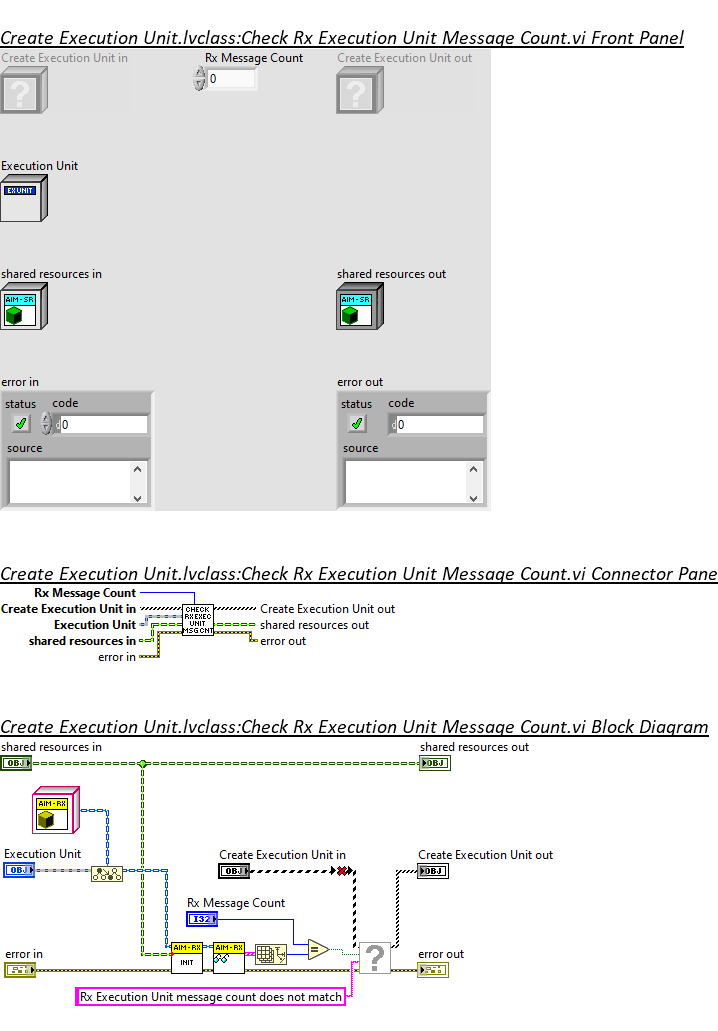 Create Execution Unit.lvclass:Check Rx Execution Unit Message Count.vi Front Panel
Create Execution Unit in
Rx Message Count
Create Execution Unit out
?
0
?
Execution Unit
EXUNIT
shared resources in
shared resources out
AIM-SR
AIM-SR
error in
error out
status code
status code
0
0
source
source
Create Execution Unit.lvclass:Check Rx Execution Unit Message Count.vi Connector Pane
Rx Message Count
Create Execution Unit in
Create Execution Unit out
Execution Unit
shared resources out
shared resources in
error out
error in
CHECK
RX EXEC
UNIT
MSG CNT
Create Execution Unit.lvclass:Check Rx Execution Unit Message Count.vi Block Diagram
shared resources in
shared resources out
OBJ
OBJ
AIM-RX
Execution Unit
Create Execution Unit in
Create Execution Unit out
OBJ
OBJ
OBJ
Rx Message Count
I32
error in
AIM-RX
INIT
AIM-RX
=
?
error out
Rx Execution Unit message count does not match